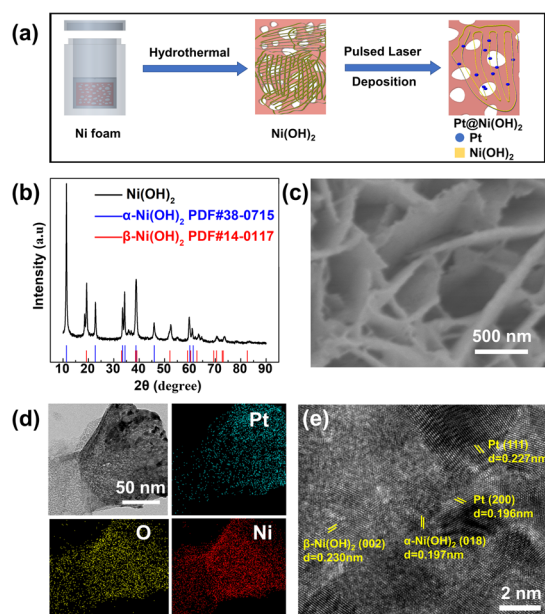 (a)
Hydrothermal
Pulsed Laser
Deposition
Ni foam
Ni(OH)₂
Pt@Ni(OH)₂
Pt
Ni(OH)₂
(b)
Ni(OH)₂
α-Ni(OH)₂ PDF#38-0715
β-Ni(OH)₂ PDF#14-0117
Intensity (a.u)
10 20 30 40 50 60 70 80 90
2θ (degree)
(c)
500 nm
(d)
50 nm
Pt
O
Ni
(e)
Pt (111)
d=0.227nm
Pt (200)
d=0.196nm
β-Ni(OH)₂ (002)
d=0.230nm
α-Ni(OH)₂ (018)
d=0.197nm
2 nm